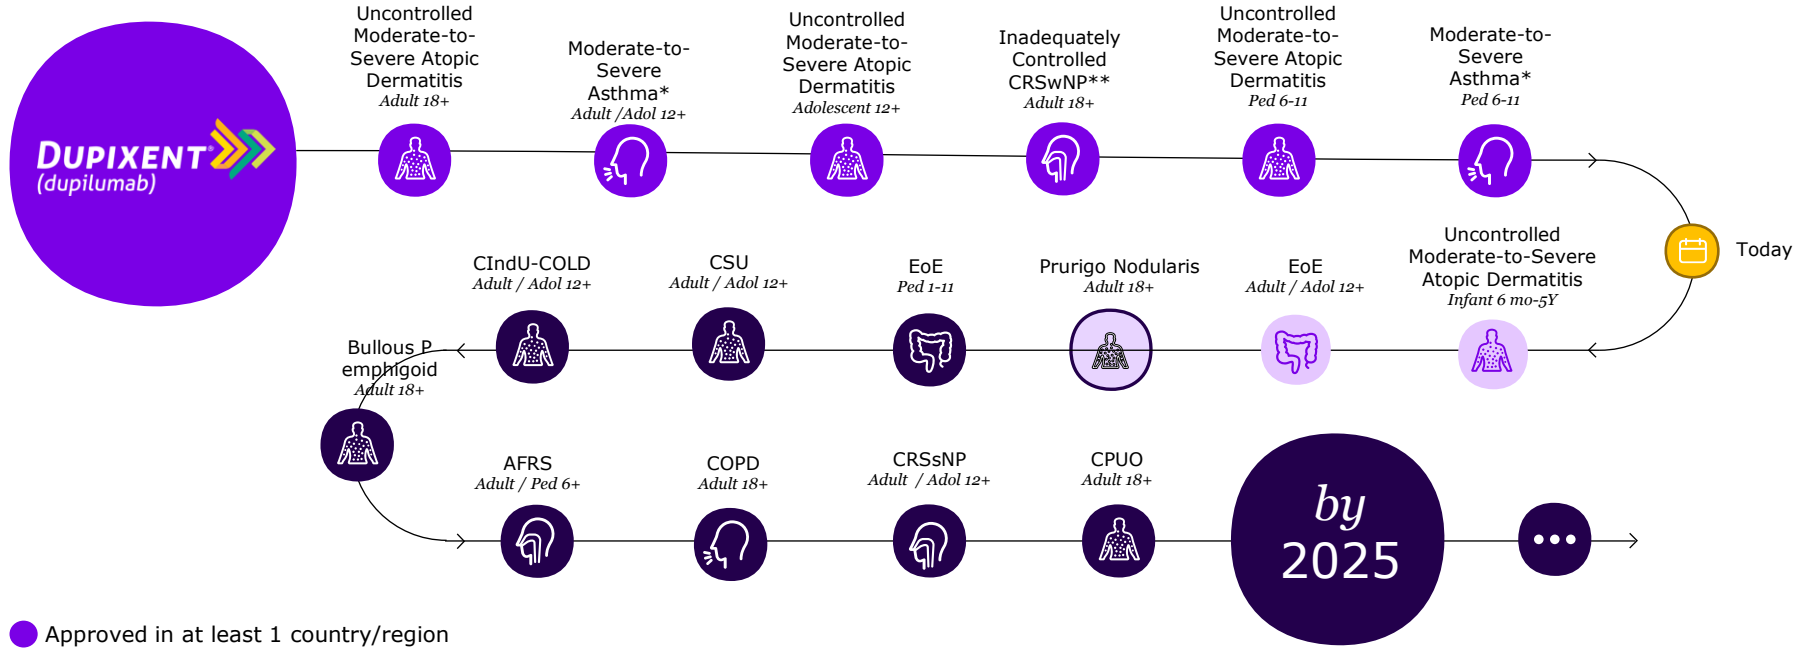 DUPIXENT®
(dupilumab)
Uncontrolled
Moderate-to-
Severe Atopic
Dermatitis
Adult 18+
Moderate-to-
Severe
Asthma*
Adult /Adol 12+
Uncontrolled
Moderate-to-
Severe Atopic
Dermatitis
Adolescent 12+
Inadequately
Controlled
CRSwNP**
Adult 18+
Uncontrolled
Moderate-to-
Severe Atopic
Dermatitis
Ped 6-11
Moderate-to-
Severe
Asthma*
Ped 6-11
Today
Uncontrolled
Moderate-to-Severe
Atopic Dermatitis
Infant 6 mo-5Y
EoE
Adult / Adol 12+
Prurigo Nodularis
Adult 18+
EoE
Ped 1-11
CSU
Adult / Adol 12+
CIndU-COLD
Adult / Adol 12+
Bullous P
emphigoid
Adult 18+
AFRS
Adult / Ped 6+
COPD
Adult 18+
CRSsNP
Adult / Adol 12+
CPUO
Adult 18+
by
2025
Approved in at least 1 country/region